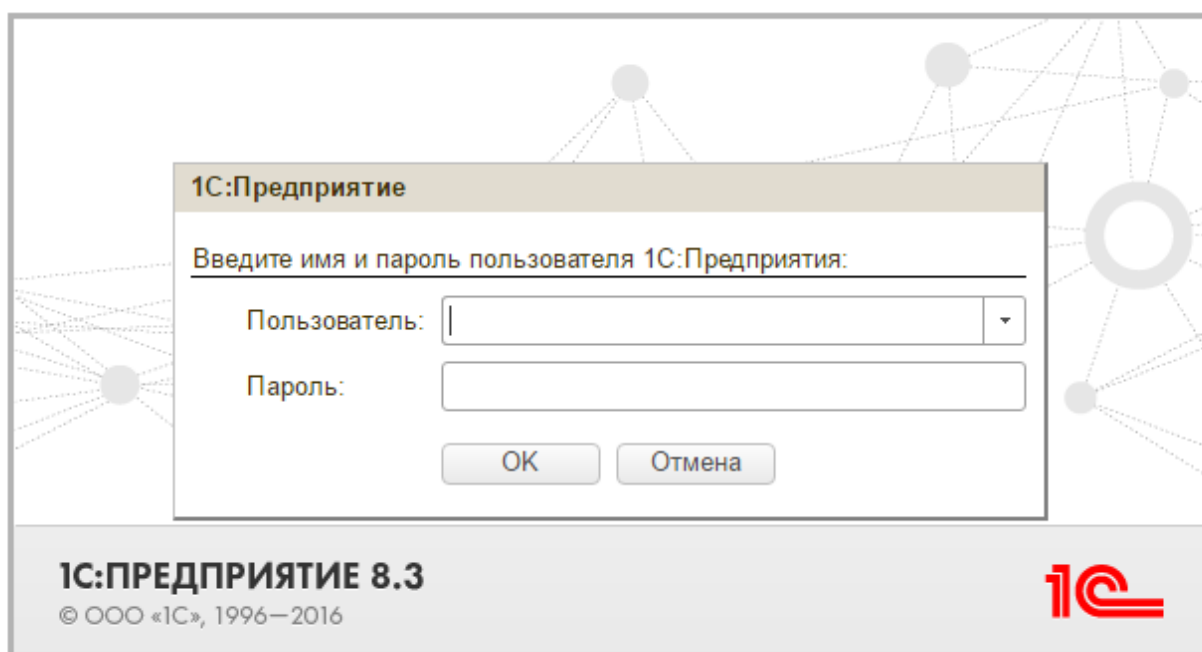 1С:Предприятие
Введите имя и пароль пользователя 1С:Предприятия:
Пользователь:
Пароль:
OK Отмена
1С:ПРЕДПРИЯТИЕ 8.3
© ООО «1С», 1996—2016
1С